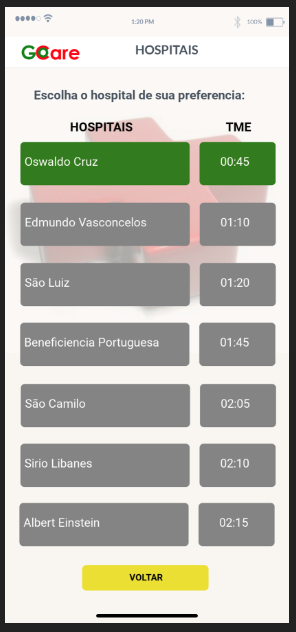 1:20 PM
100%
GCare
HOSPITAIS
Escolha o hospital de sua preferencia:
HOSPITAIS TME
Oswaldo Cruz 00:45
Edmundo Vasconcelos 01:10
São Luiz 01:20
Beneficiencia Portuguesa 01:45
São Camilo 02:05
Sirio Libanes 02:10
Albert Einstein 02:15
VOLTAR